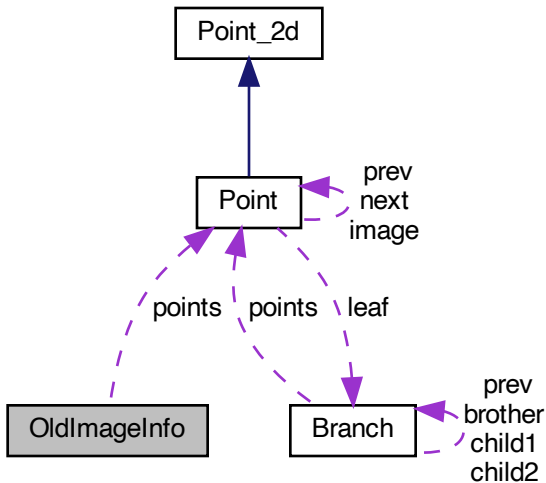 Point_2d
Point
prev
next
image
points
points
leaf
OldImageInfo
Branch
prev
brother
child1
child2